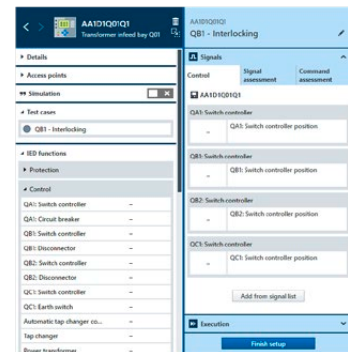 AA1D1Q01Q1
Transformer infeed bay Q01
Details
Access points
Simulation
Test cases
QB1 - Interlocking
IED functions
Protection
Control
QA1: Switch controller –
QA1: Circuit breaker –
QB1: Switch controller –
QB1: Disconnector –
QB2: Switch controller –
QB2: Disconnector –
QC1: Switch controller –
QC1: Earth switch –
Automatic tap changer co... –
Tap changer –
Power transformer
AA1D1Q01Q1
QB1 - Interlocking
Signals
Control
Signal assessment
Command assessment
AA1D1Q01Q1
QA1: Switch controller
– QA1: Switch controller position
QB1: Switch controller
– QB1: Switch controller position
QB2: Switch controller
– QB2: Switch controller position
QC1: Switch controller
– QC1: Switch controller position
Add from signal list
Execution
Finish setup